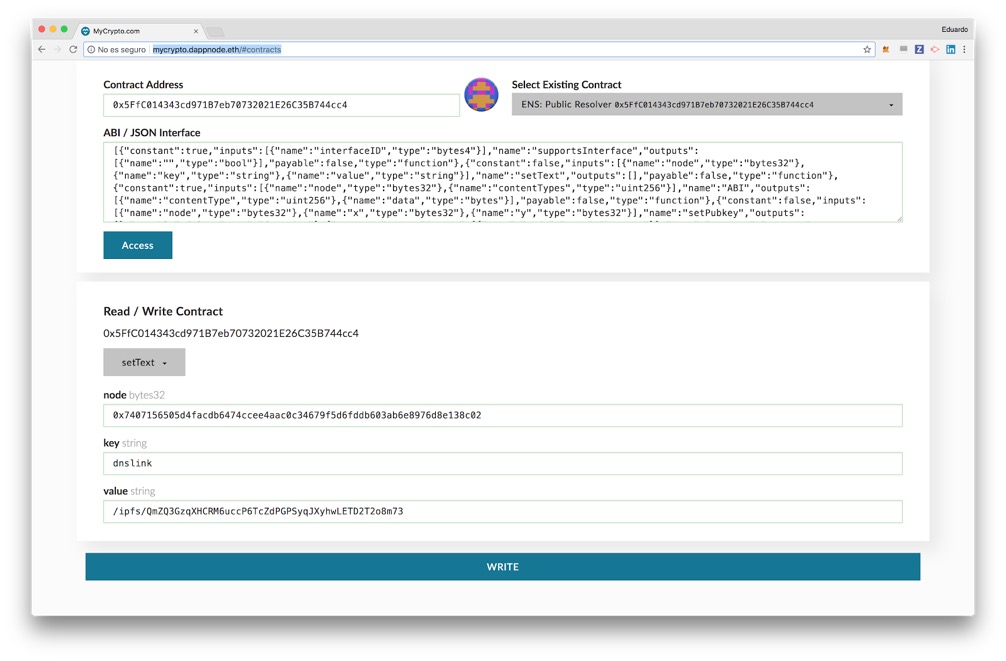 MyCrypto.com
Eduardo
No es seguro mycrypto.dappnode.eth/#contracts
Contract Address
Select Existing Contract
0x5FfC014343cd971B7eb70732021E26C35B744cc4
ENS: Public Resolver 0x5FfC014343cd971B7eb70732021E26C35B744cc4
ABI / JSON Interface
[{"constant":true,"inputs":[{"name":"interfaceID","type":"bytes4"}],"name":"supportsInterface","outputs":
[{"name":"","type":"bool"}],"payable":false,"type":"function"},{"constant":false,"inputs":[{"name":"node","type":"bytes32"},
{"name":"key","type":"string"},{"name":"value","type":"string"}],"name":"setText","outputs":[],"payable":false,"type":"function"},
{"constant":true,"inputs":[{"name":"node","type":"bytes32"},{"name":"contentTypes","type":"uint256"}],"name":"ABI","outputs":
[{"name":"contentType","type":"uint256"},{"name":"data","type":"bytes"}],"payable":false,"type":"function"},{"constant":false,"inputs":
[{"name":"node","type":"bytes32"},{"name":"x","type":"bytes32"},{"name":"y","type":"bytes32"}],"name":"setPubkey","outputs":
Access
Read / Write Contract
0x5FfC014343cd971B7eb70732021E26C35B744cc4
setText
node bytes32
0x7407156505d4facdb6474ccee4aac0c34679f5d6fddb603ab6e8976d8e138c02
key string
dnslink
value string
/ipfs/QmZQ3GzqXHCRM6uccP6TcZdPGPSyqJXyhwLETD2T2o8m73
WRITE